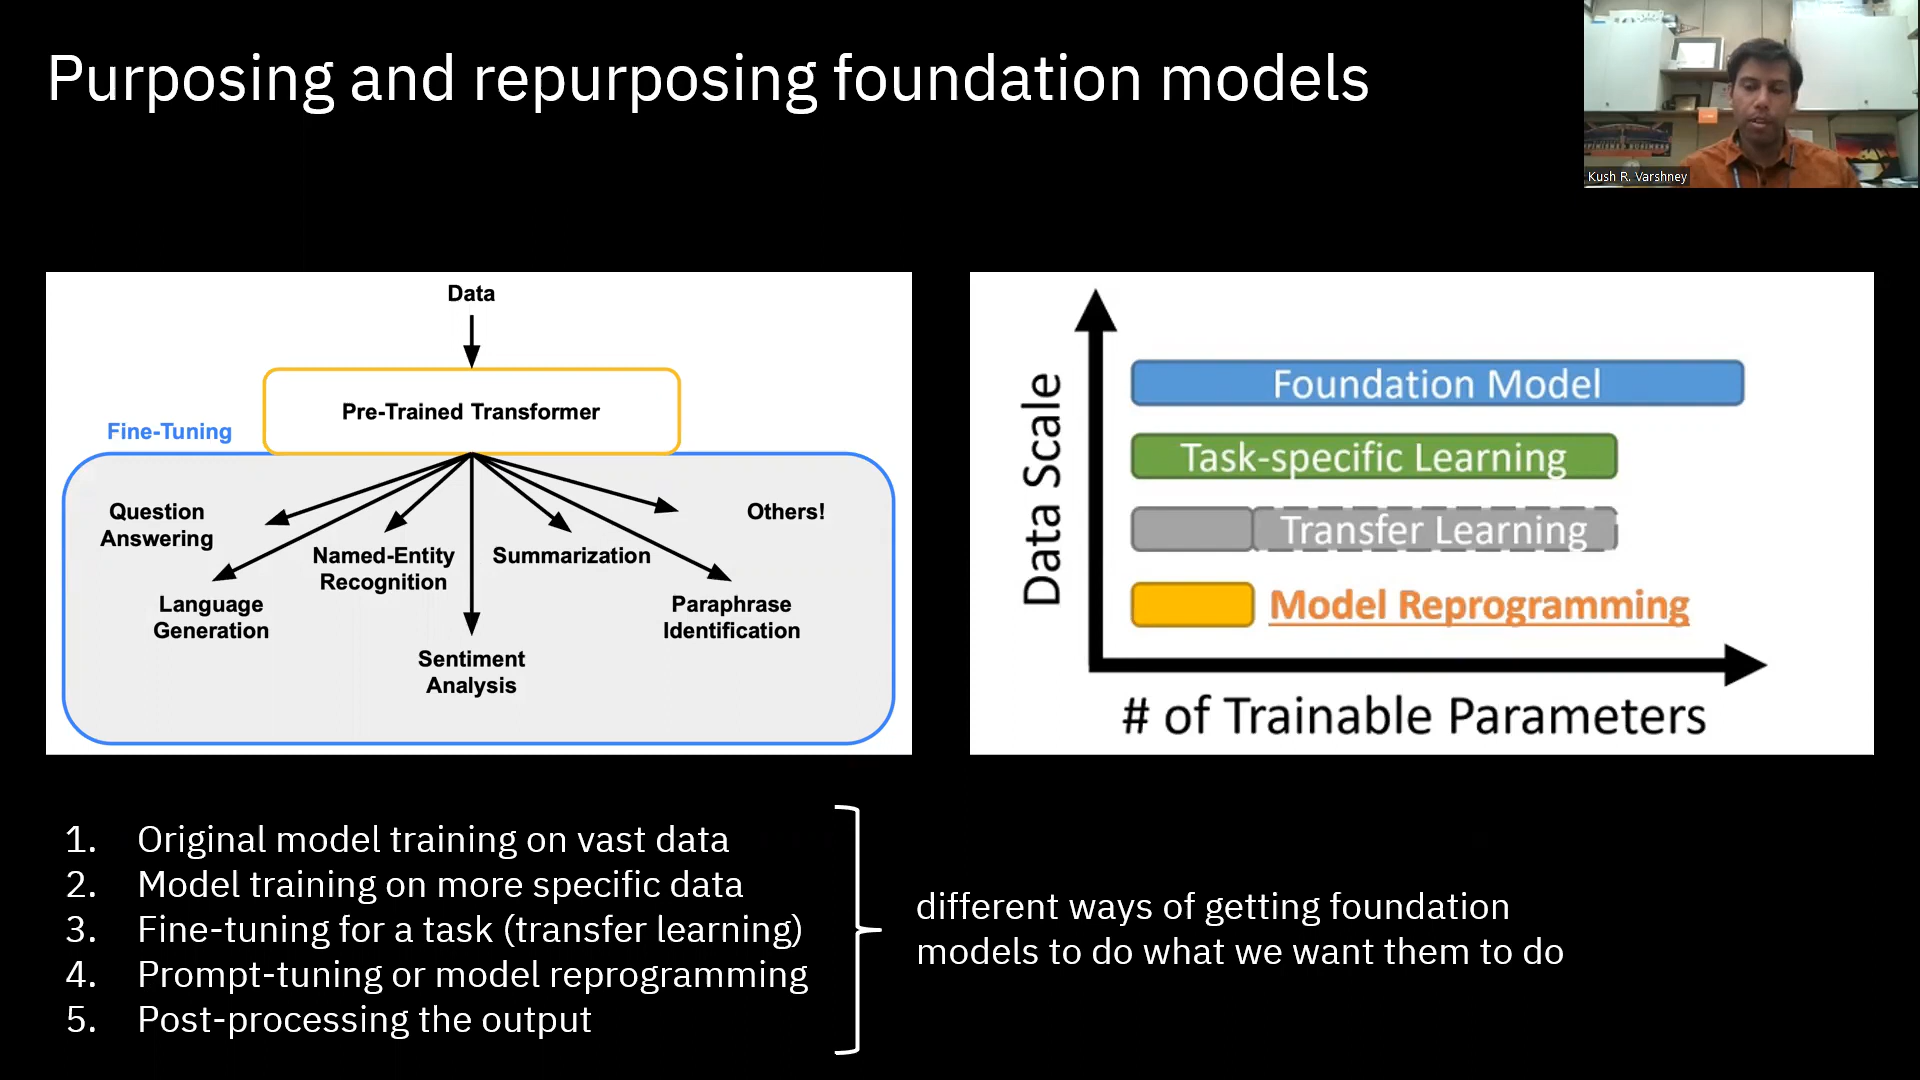 Purposing and repurposing foundation models
Kush R. Varshney
Data
Pre-Trained Transformer
Fine-Tuning
Question
Answering
Others!
Named-Entity
Recognition
Summarization
Language
Generation
Paraphrase
Identification
Sentiment
Analysis
Data Scale
Foundation Model
Task-specific Learning
Transfer Learning
Model Reprogramming
# of Trainable Parameters
1. Original model training on vast data
2. Model training on more specific data
3. Fine-tuning for a task (transfer learning)
4. Prompt-tuning or model reprogramming
5. Post-processing the output
different ways of getting foundation
models to do what we want them to do